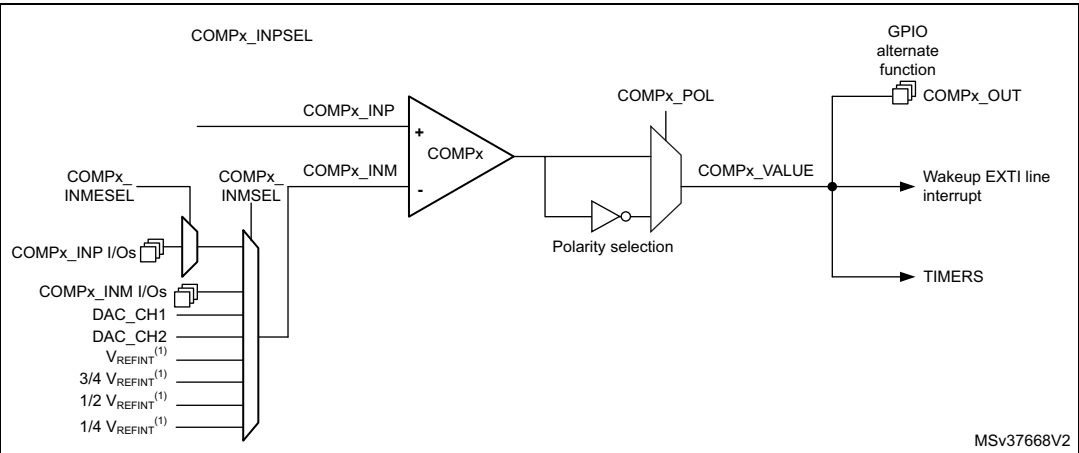 COMPx_INPSEL
GPIO
alternate
function
COMPx_OUT
COMPx_POL
COMPx_INP
+
COMPx
-
COMPx_INM
COMPx_
INMESEL
COMPx_
INMSEL
COMPx_VALUE
Wakeup EXTI line
interrupt
Polarity selection
COMPx_INP I/Os
COMPx_INM I/Os
TIMERS
DAC_CH1
DAC_CH2
VREFINT(1)
3/4 VREFINT(1)
1/2 VREFINT(1)
1/4 VREFINT(1)
MSv37668V2